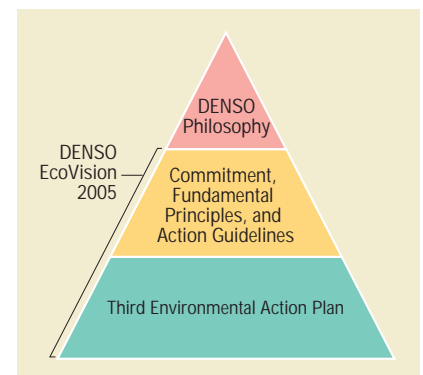 DENSO
Philosophy
DENSO
EcoVision
2005
Commitment,
Fundamental
Principles, and
Action Guidelines
Third Environmental Action Plan